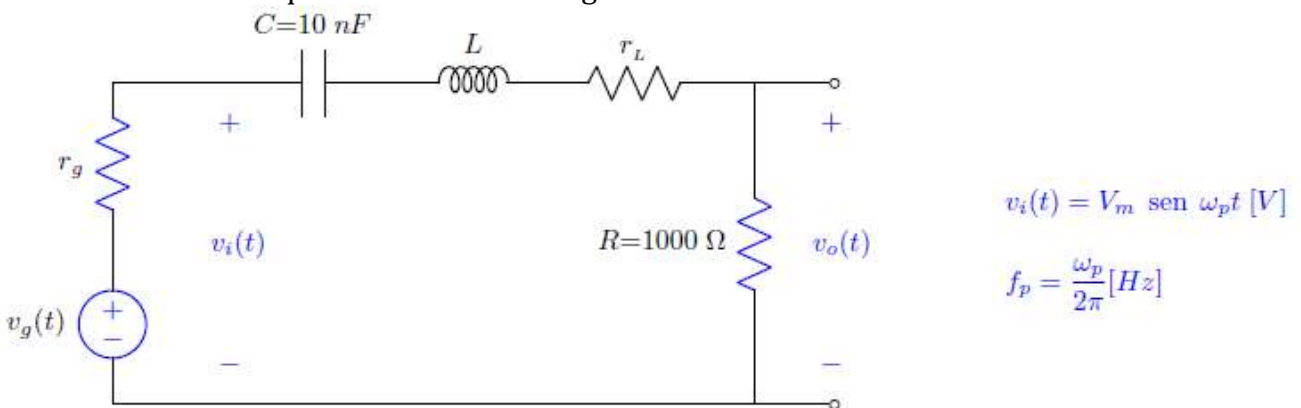 C=10 nF
L
r_L
+
+
r_g
v_i(t) = V_m sen ω_p t [V]
v_i(t)
R=1000 Ω
v_o(t)
f_p = ω_p/2π [Hz]
v_g(t)
+
−
−
−